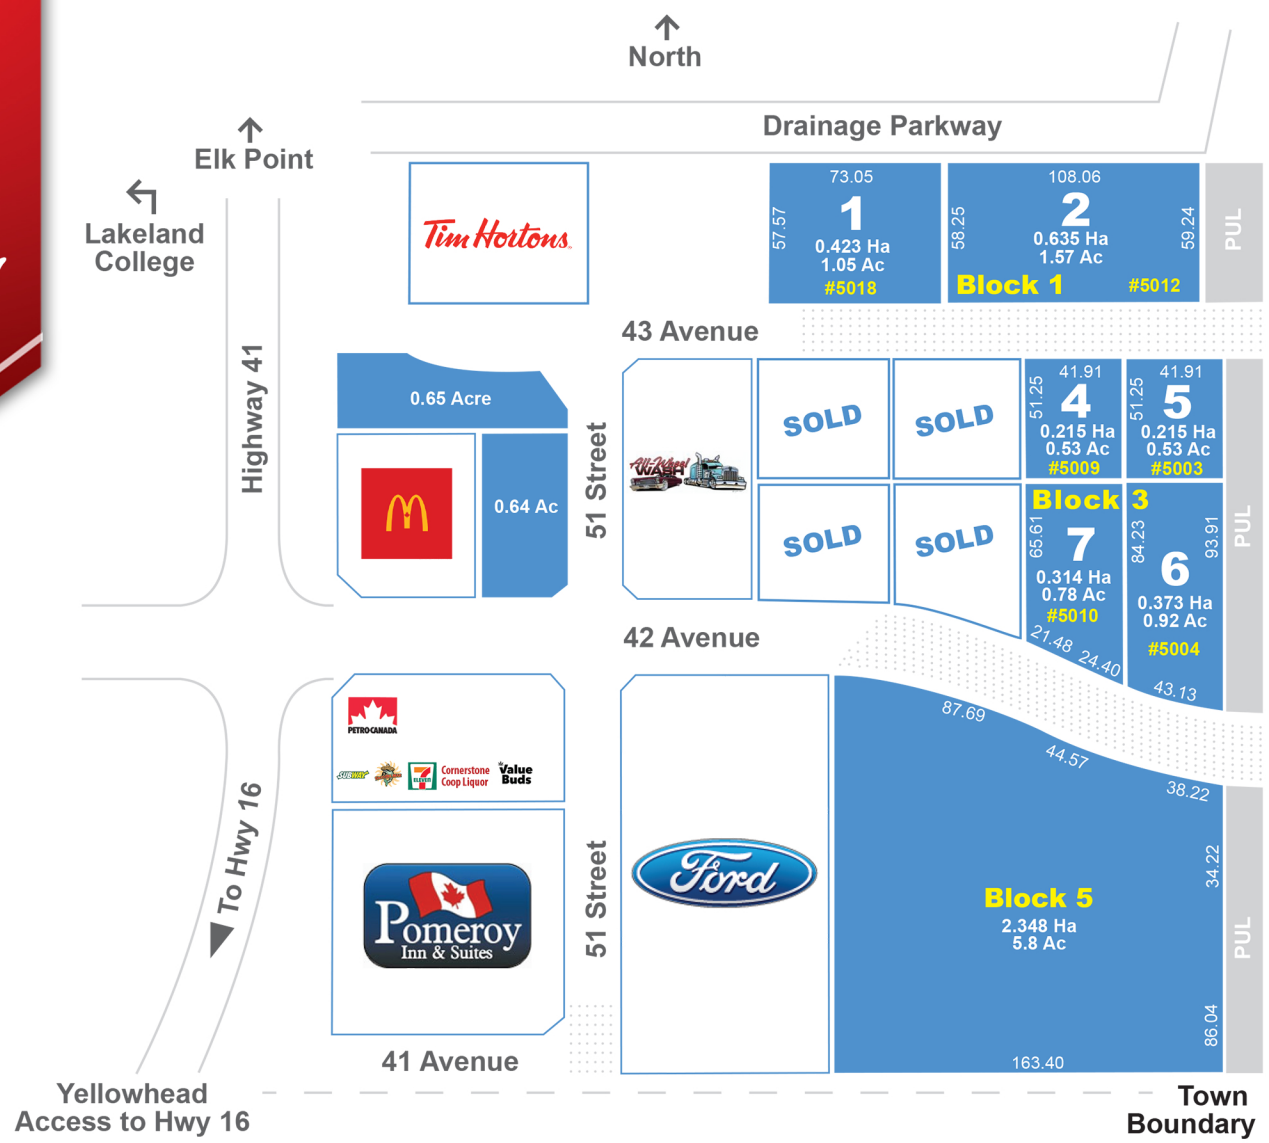 North
Drainage Parkway
Elk Point
Lakeland
College
Tim Hortons
73.05
57.57
1
0.423 Ha
1.05 Ac
#5018
108.06
58.25
2
59.24
0.635 Ha
1.57 Ac
Block 1
#5012
PUL
43 Avenue
Highway 41
0.65 Acre
0.64 Ac
51 Street
All-Wheel
WASH
SOLD
SOLD
SOLD
SOLD
41.91
51.25
4
0.215 Ha
0.53 Ac
#5009
41.91
51.25
5
0.215 Ha
0.53 Ac
#5003
Block 3
65.61
7
0.314 Ha
0.78 Ac
#5010
21.48
24.40
84.23
93.91
6
0.373 Ha
0.92 Ac
#5004
43.13
PUL
42 Avenue
PETRO-CANADA
SUBWAY
7
ELEVEN
Cornerstone
Coop Liquor
Value
Buds
To Hwy 16
Pomeroy
Inn & Suites
51 Street
Ford
87.69
44.57
38.22
34.22
Block 5
2.348 Ha
5.8 Ac
86.04
163.40
PUL
41 Avenue
Yellowhead
Access to Hwy 16
Town
Boundary